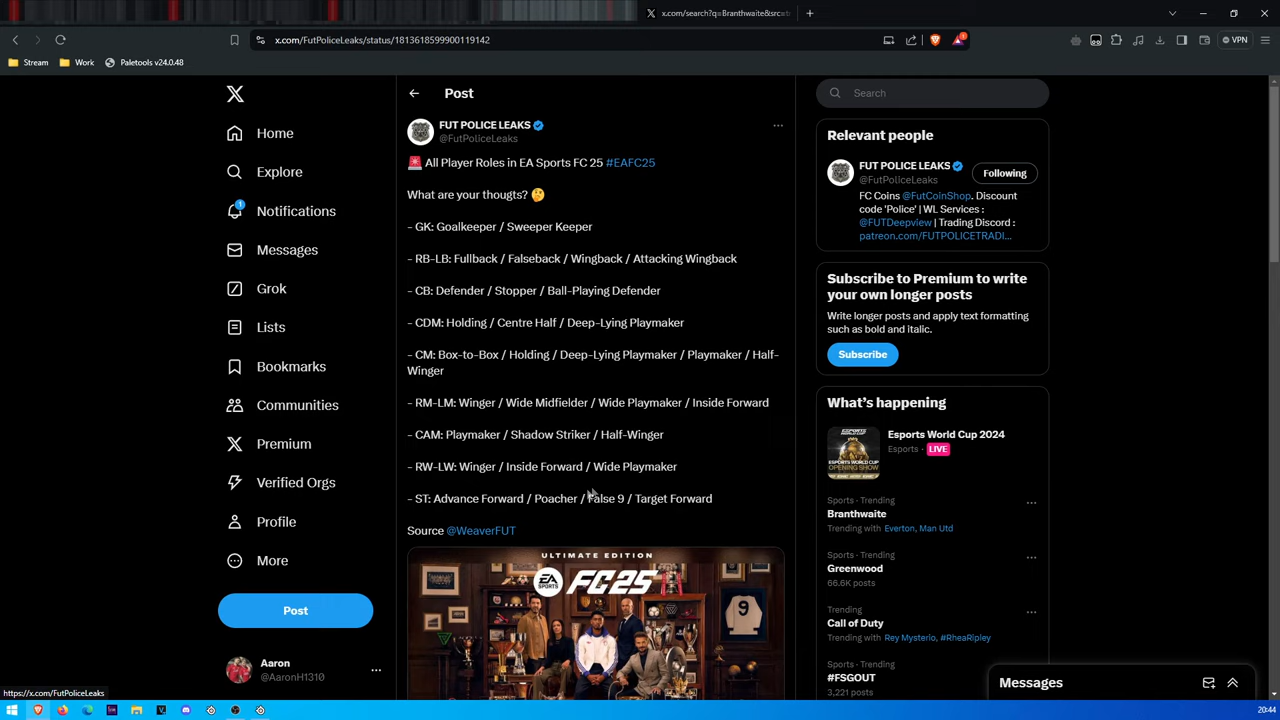 x.com/search?q=Branthwaite&src=t
x.com/FutPoliceLeaks/status/1813618599900119142
VPN
Stream
Work
Paletools v24.0.48
Home
Explore
Notifications
1
Messages
Grok
Lists
Bookmarks
Communities
Premium
Verified Orgs
Profile
More
Post
Aaron
@AaronH1310
https://x.com/FutPoliceLeaks
Post
FUT POLICE LEAKS
@FutPoliceLeaks
🚨 All Player Roles in EA Sports FC 25 #EAFC25
What are your thougts? 🤔
- GK: Goalkeeper / Sweeper Keeper
- RB-LB: Fullback / Falseback / Wingback / Attacking Wingback
- CB: Defender / Stopper / Ball-Playing Defender
- CDM: Holding / Centre Half / Deep-Lying Playmaker
- CM: Box-to-Box / Holding / Deep-Lying Playmaker / Playmaker / Half-
Winger
- RM-LM: Winger / Wide Midfielder / Wide Playmaker / Inside Forward
- CAM: Playmaker / Shadow Striker / Half-Winger
- RW-LW: Winger / Inside Forward / Wide Playmaker
- ST: Advance Forward / Poacher / False 9 / Target Forward
Source @WeaverFUT
ULTIMATE EDITION
EA SPORTS FC25
9
Search
Relevant people
FUT POLICE LEAKS
@FutPoliceLeaks
Following
FC Coins @FutCoinShop. Discount
code 'Police' | WL Services :
@FUTDeepview | Trading Discord :
patreon.com/FUTPOLICETRADI...
Subscribe to Premium to write
your own longer posts
Write longer posts and apply text formatting
such as bold and italic.
Subscribe
What's happening
Esports World Cup 2024
Esports · LIVE
Sports · Trending
Branthwaite
Trending with Everton, Man Utd
Sports · Trending
Greenwood
66.6K posts
Trending
Call of Duty
Trending with Rey Mysterio, #RheaRipley
Sports · Trending
#FSGOUT
3,221 posts
Messages
20:44